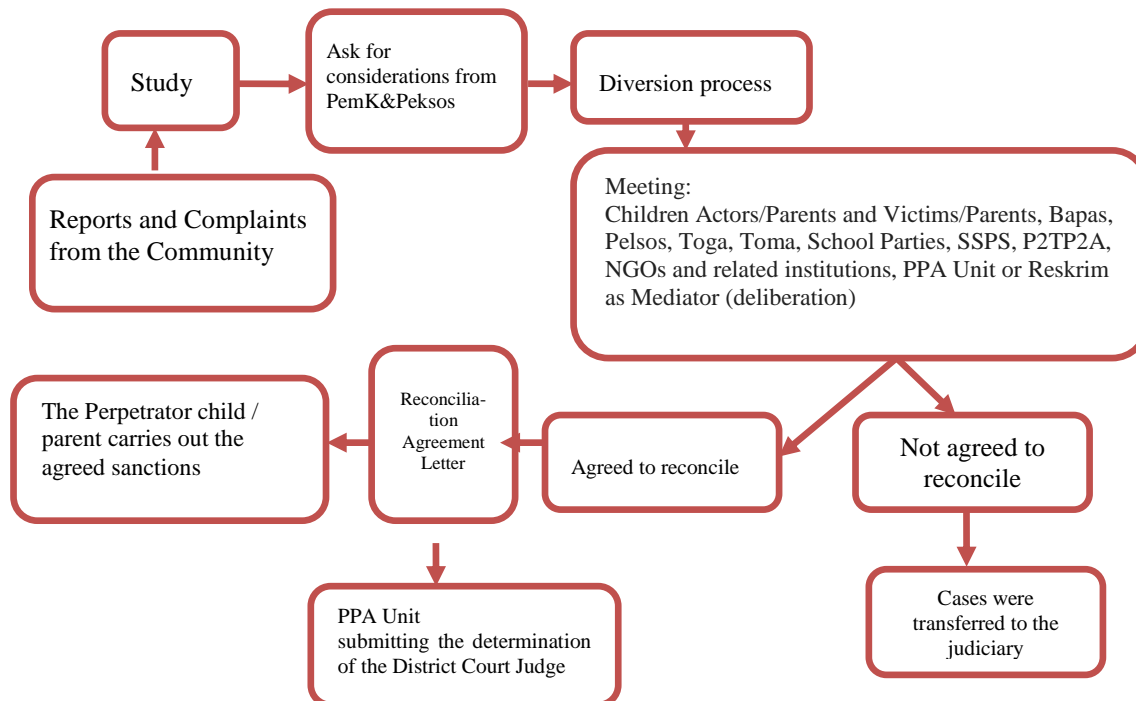 Study
Ask for
considerations from
PemK&Peksos
Diversion process
Reports and Complaints
from the Community
Meeting:
Children Actors/Parents and Victims/Parents, Bapas,
Pelsos, Toga, Toma, School Parties, SSPS, P2TP2A,
NGOs and related institutions, PPA Unit or Reskrim
as Mediator (deliberation)
The Perpetrator child /
parent carries out the
agreed sanctions
Reconcilia-
tion
Agreement
Letter
Agreed to reconcile
Not agreed to
reconcile
PPA Unit
submitting the determination
of the District Court Judge
Cases were
transferred to the
judiciary